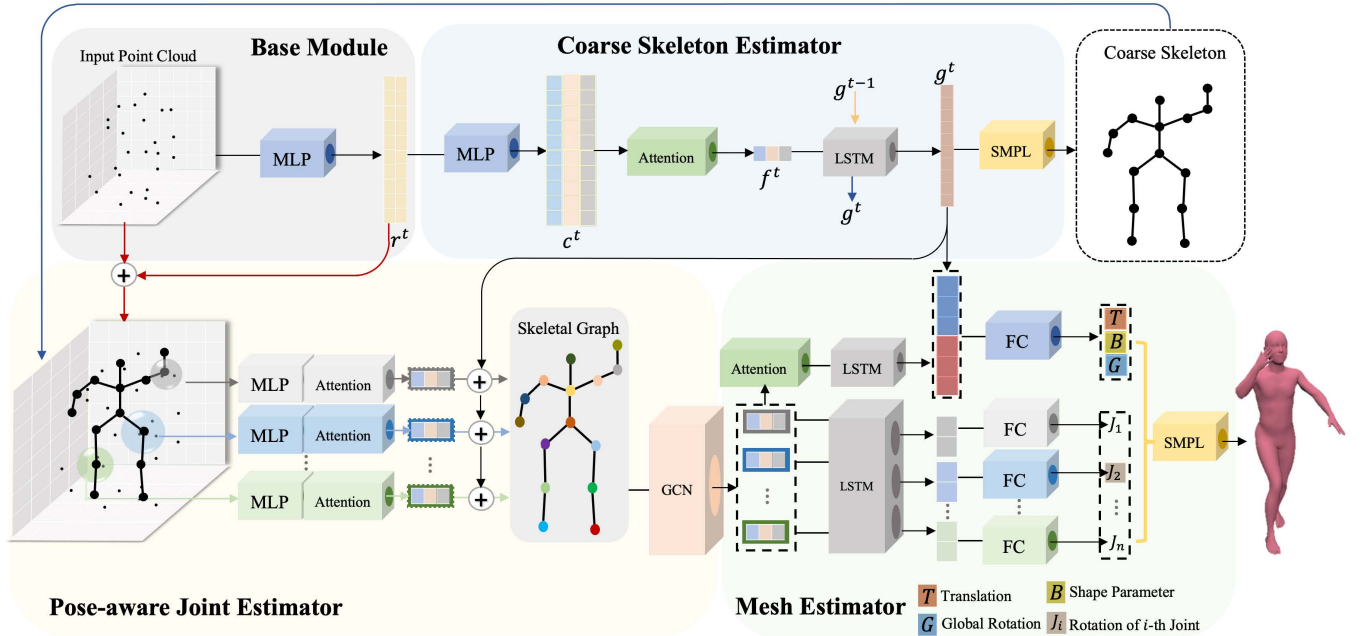 Base Module
Input Point Cloud
MLP
r^t
Coarse Skeleton Estimator
MLP
c^t
Attention
f^t
g^{t-1}
LSTM
g^t
g^t
SMPL
Coarse Skeleton
+
MLP
Attention
+
MLP
Attention
+
MLP
Attention
+
Skeletal Graph
GCN
Pose-aware Joint Estimator
Attention
LSTM
LSTM
FC
T
B
G
FC
J_1
FC
J_2
FC
J_n
SMPL
Mesh Estimator
T Translation
B Shape Parameter
G Global Rotation
J_i Rotation of i-th Joint